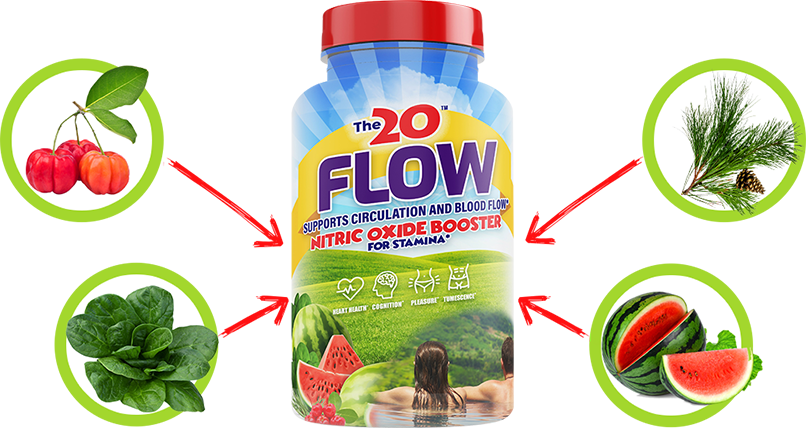 The 20™
FLOW
SUPPORTS CIRCULATION AND BLOOD FLOW*
NITRIC OXIDE BOOSTER
FOR STAMINA*
HEART HEALTH* COGNITION* PLEASURE* TUMESCENCE*